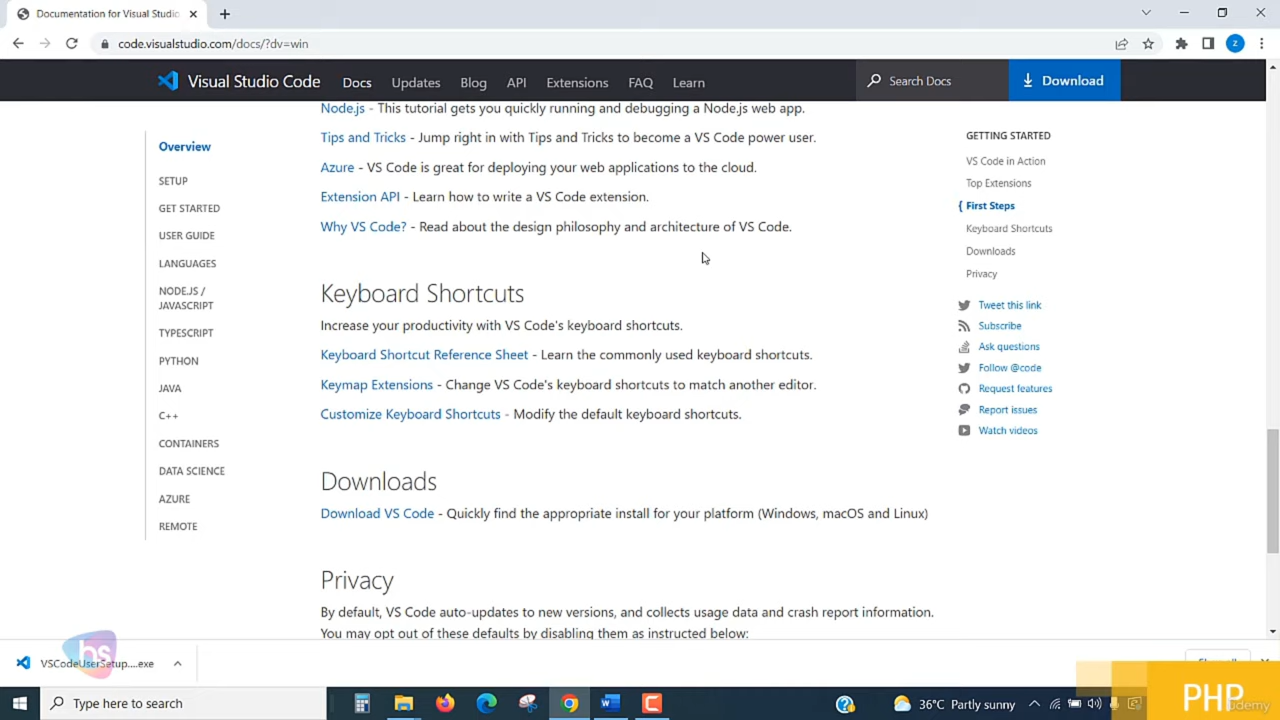 Documentation for Visual Studio
code.visualstudio.com/docs/?dv=win
Z
Visual Studio Code
Docs
Updates
Blog
API
Extensions
FAQ
Learn
Search Docs
Download
Overview
SETUP
GET STARTED
USER GUIDE
LANGUAGES
NODE.JS /
JAVASCRIPT
TYPESCRIPT
PYTHON
JAVA
C++
CONTAINERS
DATA SCIENCE
AZURE
REMOTE
Node.js - This tutorial gets you quickly running and debugging a Node.js web app.
Tips and Tricks - Jump right in with Tips and Tricks to become a VS Code power user.
Azure - VS Code is great for deploying your web applications to the cloud.
Extension API - Learn how to write a VS Code extension.
Why VS Code? - Read about the design philosophy and architecture of VS Code.
Keyboard Shortcuts
Increase your productivity with VS Code's keyboard shortcuts.
Keyboard Shortcut Reference Sheet - Learn the commonly used keyboard shortcuts.
Keymap Extensions - Change VS Code's keyboard shortcuts to match another editor.
Customize Keyboard Shortcuts - Modify the default keyboard shortcuts.
Downloads
Download VS Code - Quickly find the appropriate install for your platform (Windows, macOS and Linux)
Privacy
By default, VS Code auto-updates to new versions, and collects usage data and crash report information.
You may opt out of these defaults by disabling them as instructed below:
GETTING STARTED
VS Code in Action
Top Extensions
{ First Steps
Keyboard Shortcuts
Downloads
Privacy
Tweet this link
Subscribe
Ask questions
Follow @code
Request features
Report issues
Watch videos
hs
VSCodeUserSetup....exe
Type here to search
36°C Partly sunny
PHP